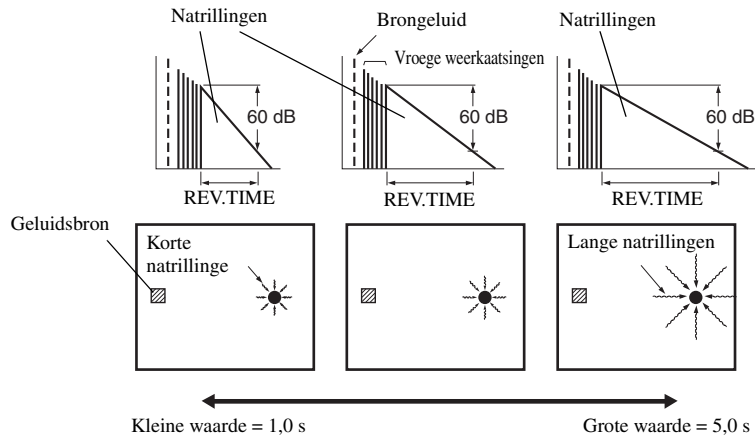 Natrillingen
Brongeluid
Natrillingen
Vroege weerkaatsingen
60 dB
60 dB
60 dB
REV.TIME
REV.TIME
REV.TIME
Geluidsbron
Korte
natrillinge
Lange natrillingen
Kleine waarde = 1,0 s
Grote waarde = 5,0 s